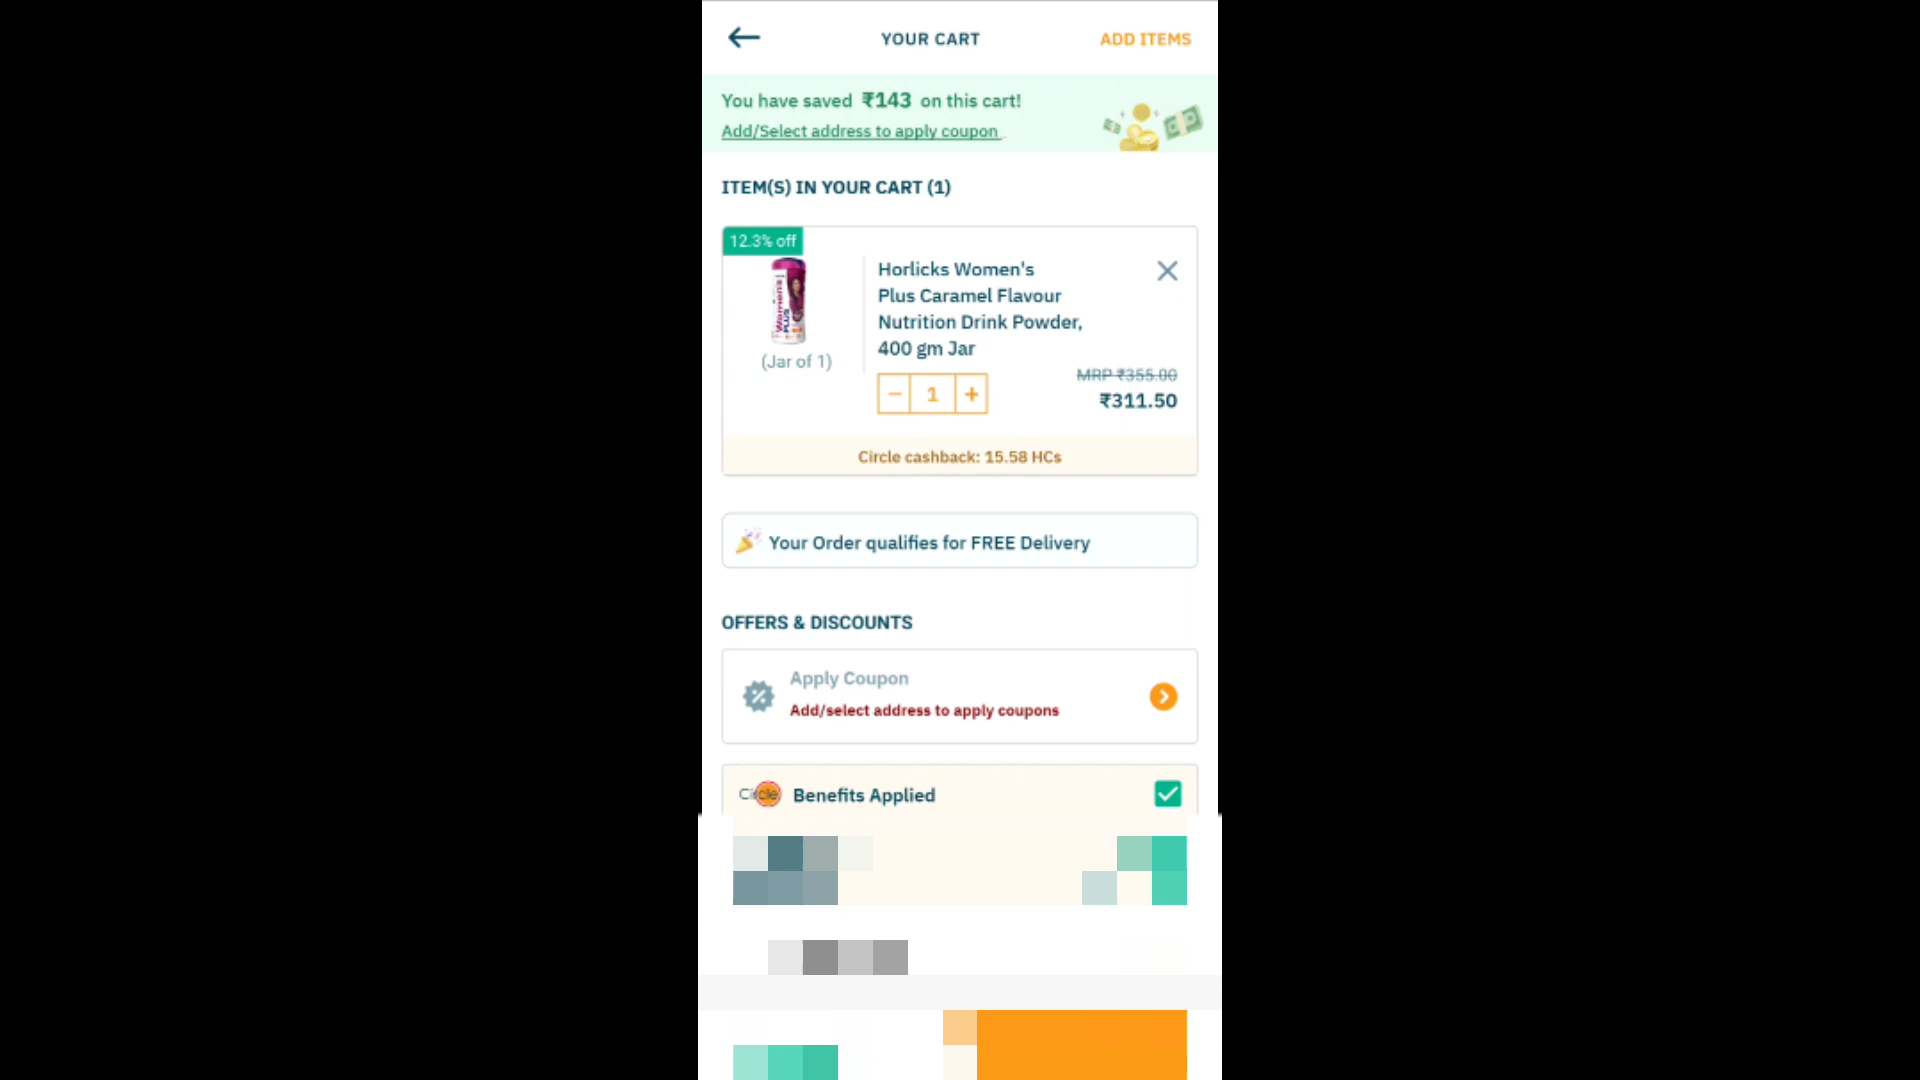 YOUR CART
ADD ITEMS
You have saved ₹143 on this cart!
Add/Select address to apply coupon
ITEM(S) IN YOUR CART (1)
12.3% off
Horlicks Women's
Plus Caramel Flavour
Nutrition Drink Powder,
400 gm Jar
Women's
PLUS
(Jar of 1)
MRP ₹355.00
− 1 +
₹311.50
Circle cashback: 15.58 HCs
Your Order qualifies for FREE Delivery
OFFERS & DISCOUNTS
Apply Coupon
Add/select address to apply coupons
Circle Benefits Applied